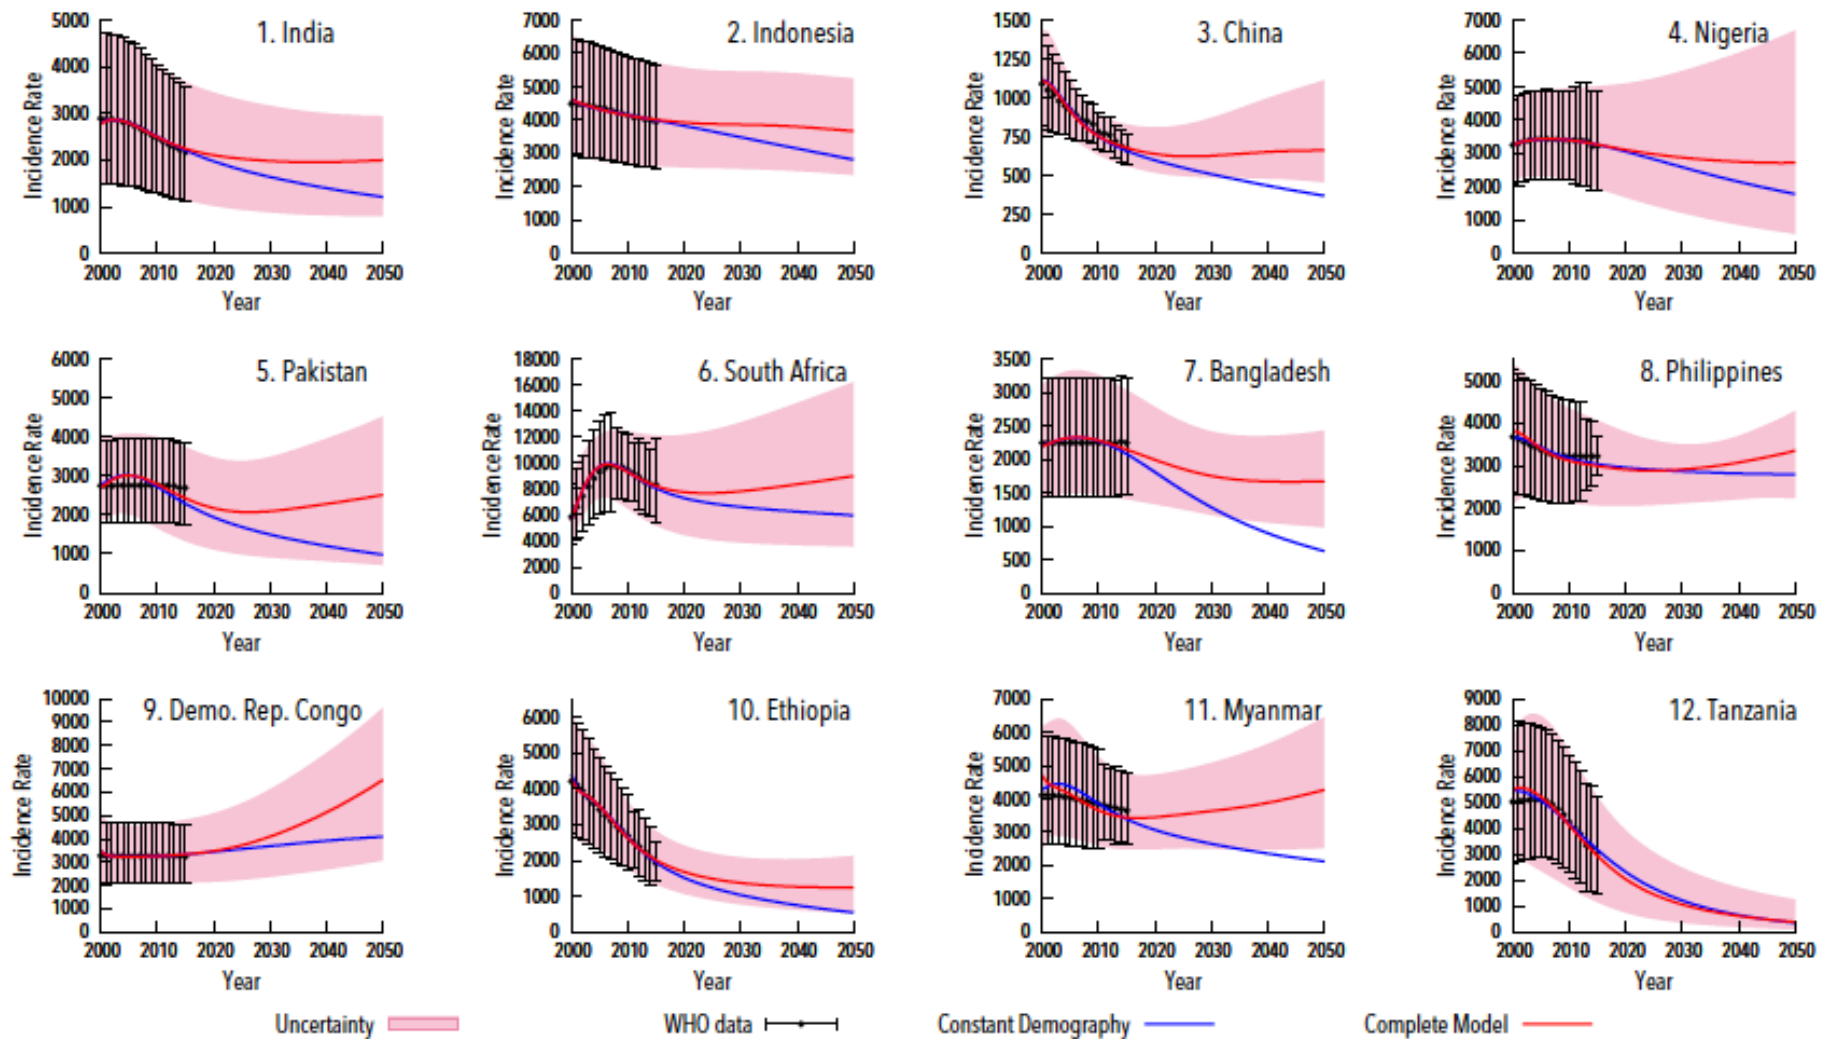 1. India
Incidence Rate
5000
4000
3000
2000
1000
0
2000 2010 2020 2030 2040 2050
Year
2. Indonesia
Incidence Rate
7000
6000
5000
4000
3000
2000
1000
0
2000 2010 2020 2030 2040 2050
Year
3. China
Incidence Rate
1500
1250
1000
750
500
250
0
2000 2010 2020 2030 2040 2050
Year
4. Nigeria
Incidence Rate
7000
6000
5000
4000
3000
2000
1000
0
2000 2010 2020 2030 2040 2050
Year
5. Pakistan
Incidence Rate
6000
5000
4000
3000
2000
1000
0
2000 2010 2020 2030 2040 2050
Year
6. South Africa
Incidence Rate
18000
16000
14000
12000
10000
8000
6000
4000
2000
0
2000 2010 2020 2030 2040 2050
Year
7. Bangladesh
Incidence Rate
3500
3000
2500
2000
1500
1000
500
0
2000 2010 2020 2030 2040 2050
Year
8. Philippines
Incidence Rate
5000
4000
3000
2000
1000
0
2000 2010 2020 2030 2040 2050
Year
9. Demo. Rep. Congo
Incidence Rate
10000
9000
8000
7000
6000
5000
4000
3000
2000
1000
0
2000 2010 2020 2030 2040 2050
Year
10. Ethiopia
Incidence Rate
6000
5000
4000
3000
2000
1000
0
2000 2010 2020 2030 2040 2050
Year
11. Myanmar
Incidence Rate
7000
6000
5000
4000
3000
2000
1000
0
2000 2010 2020 2030 2040 2050
Year
12. Tanzania
Incidence Rate
9000
8000
7000
6000
5000
4000
3000
2000
1000
0
2000 2010 2020 2030 2040 2050
Year
Uncertainty
WHO data
Constant Demography
Complete Model